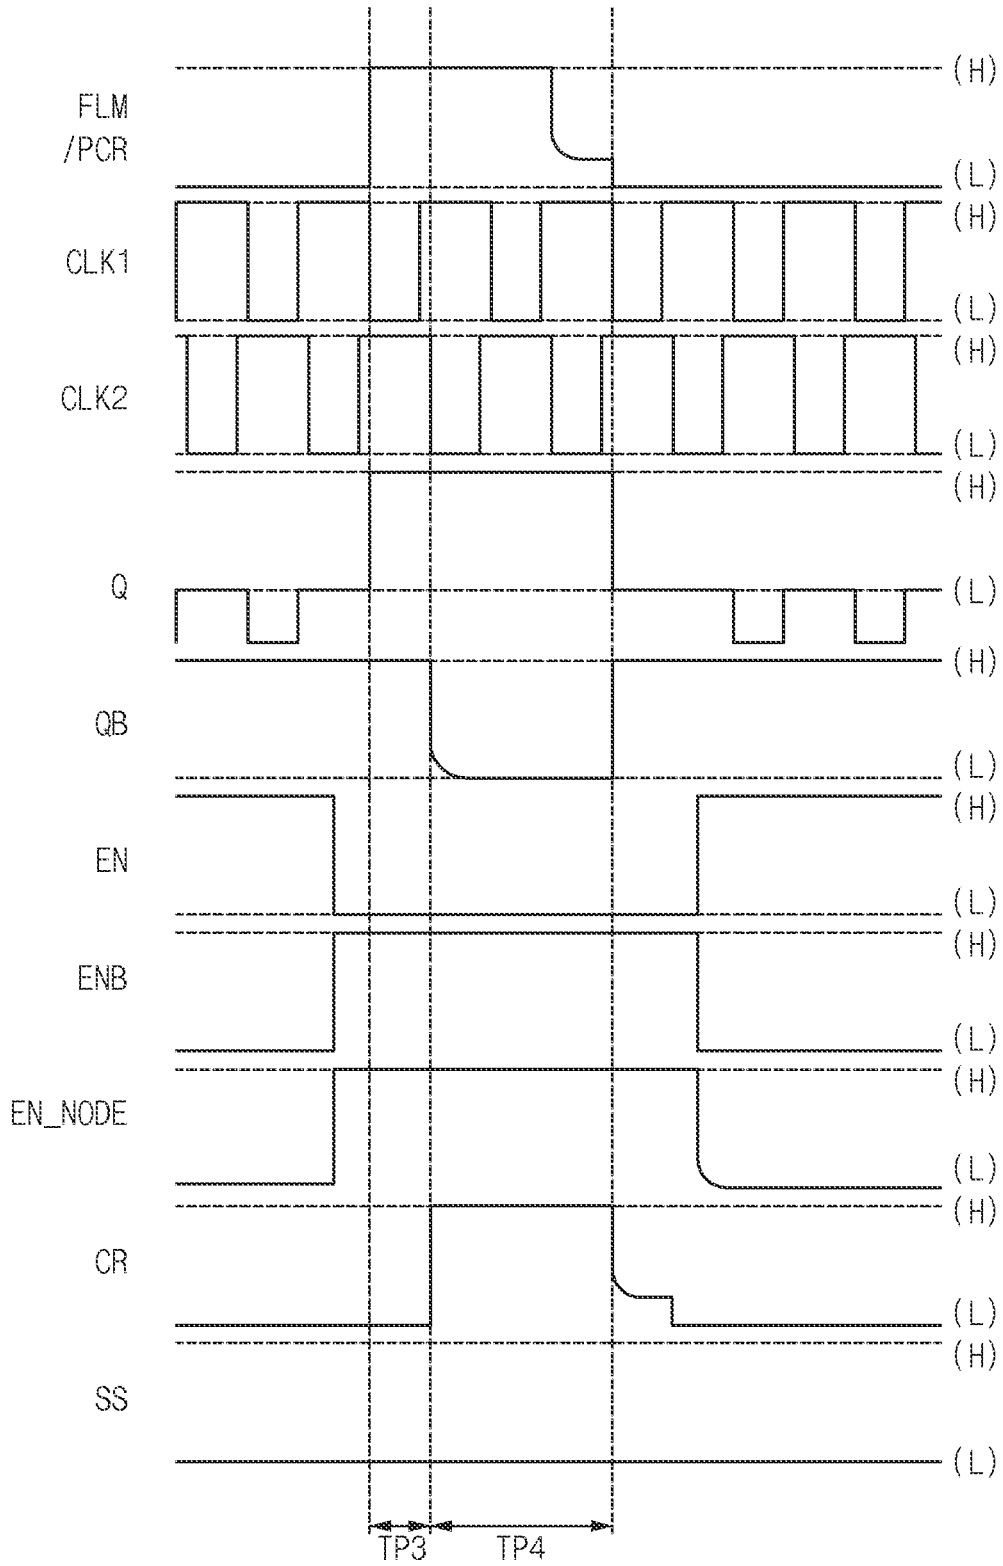 (H)
FLM
/PCR
(L)
(H)
CLK1
(L)
(H)
CLK2
(L)
(H)
Q
(L)
(H)
QB
(L)
(H)
EN
(L)
(H)
ENB
(L)
(H)
EN_NODE
(L)
(H)
CR
(L)
(H)
SS
(L)
TP3 TP4